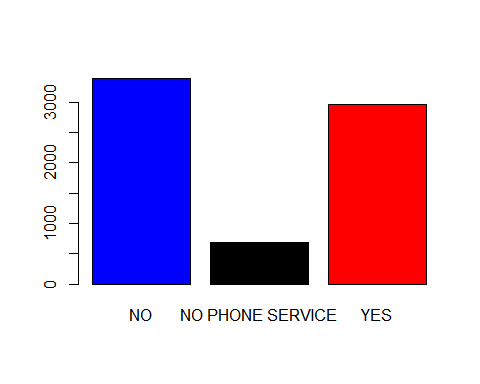 3000
2000
1000
0
NO NO PHONE SERVICE YES